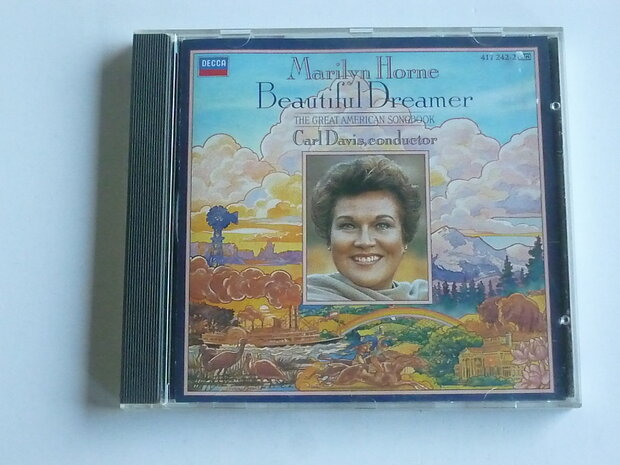 DECCA
Marilyn Horne
417 242-2
Beautiful Dreamer
THE GREAT AMERICAN SONGBOOK
Carl Davis, conductor